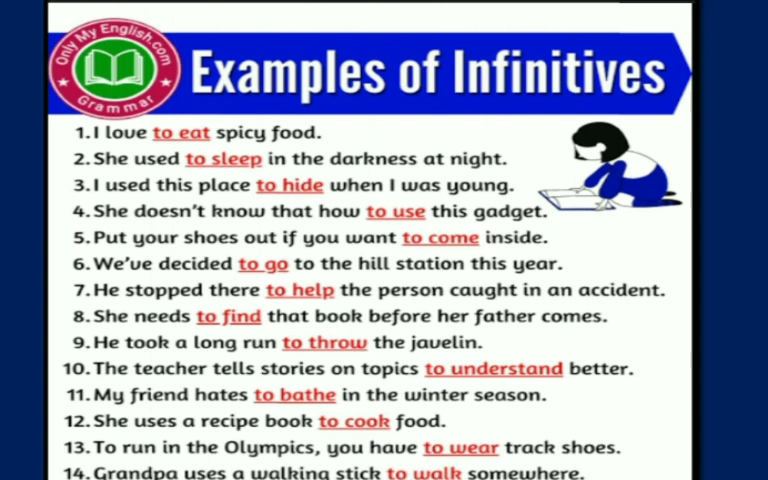 OnlyMyEnglish.com
Grammar
Examples of Infinitives
1. I love to eat spicy food.
2. She used to sleep in the darkness at night.
3. I used this place to hide when I was young.
4. She doesn't know that how to use this gadget.
5. Put your shoes out if you want to come inside.
6. We've decided to go to the hill station this year.
7. He stopped there to help the person caught in an accident.
8. She needs to find that book before her father comes.
9. He took a long run to throw the javelin.
10. The teacher tells stories on topics to understand better.
11. My friend hates to bathe in the winter season.
12. She uses a recipe book to cook food.
13. To run in the Olympics, you have to wear track shoes.
14. Grandpa uses a walking stick to walk somewhere.